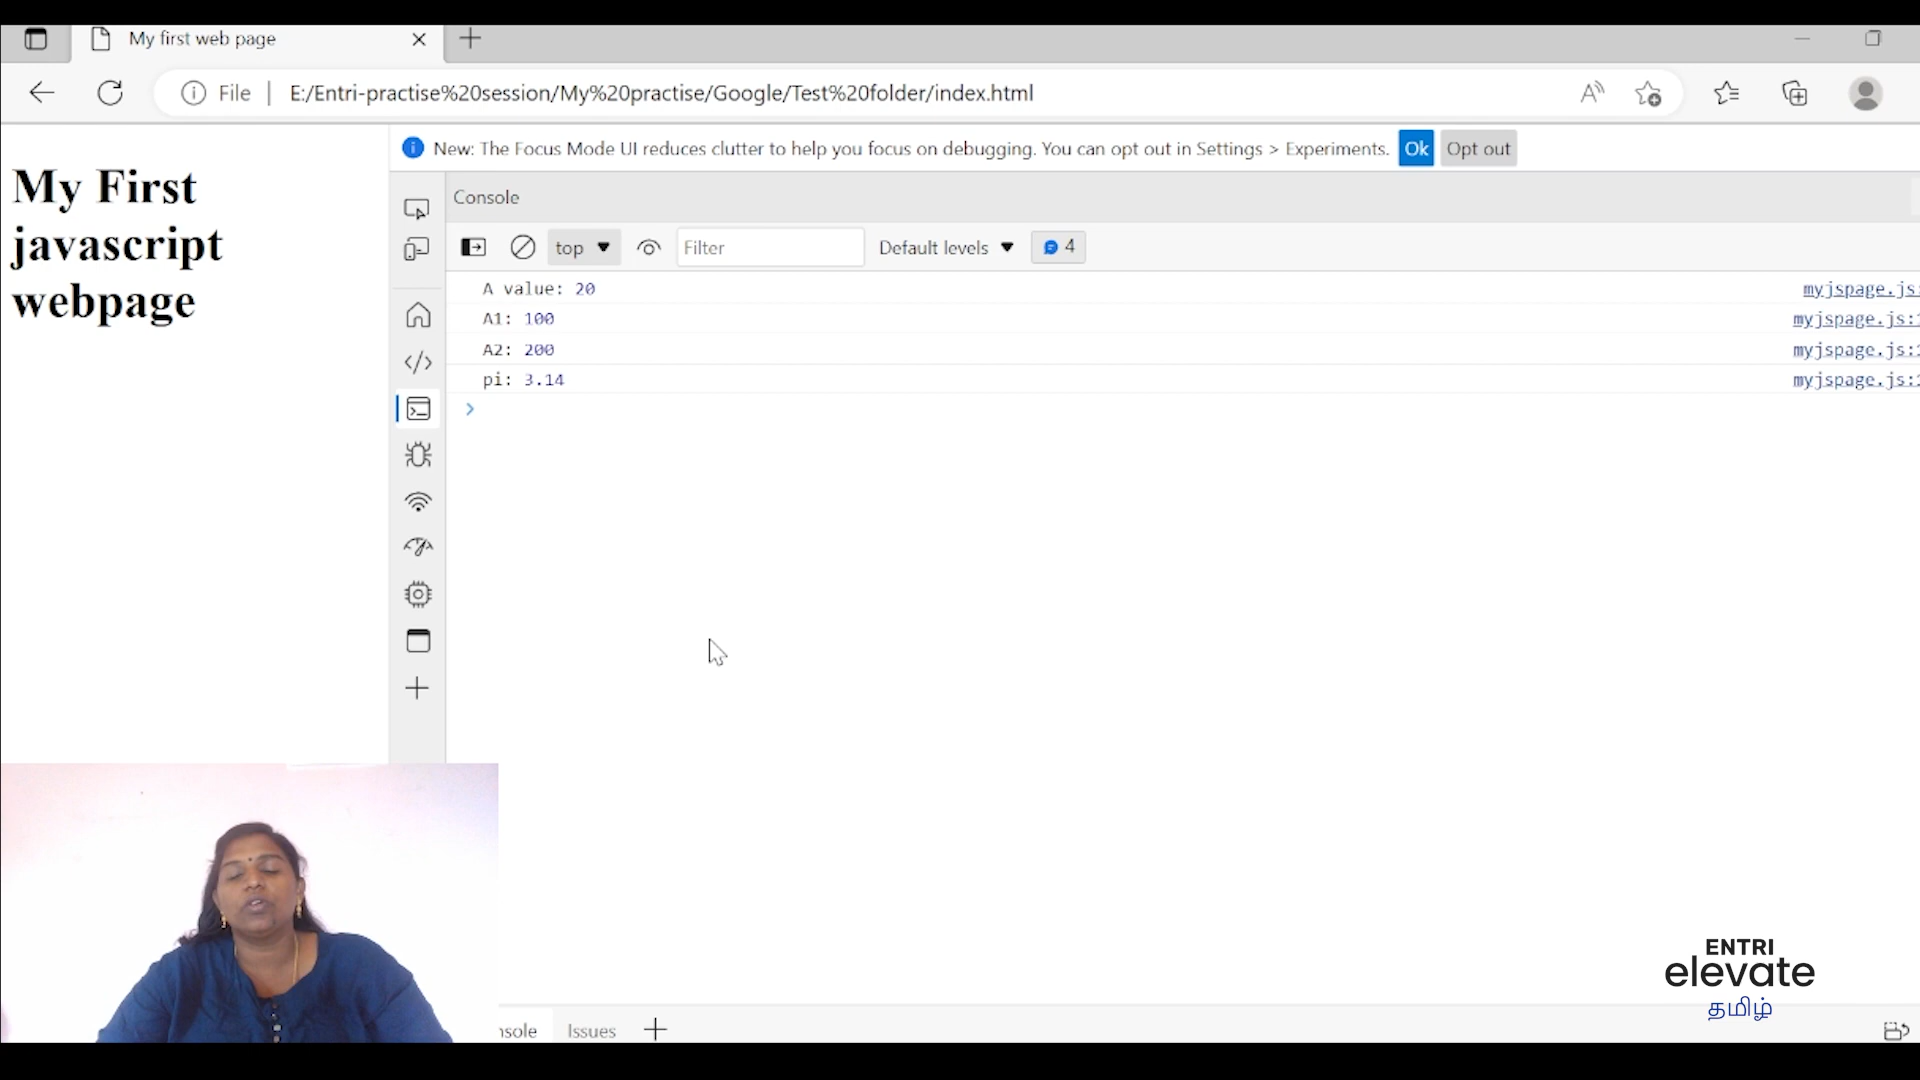 My first web page
File | E:/Entri-practise%20session/My%20practise/Google/Test%20folder/index.html
New: The Focus Mode UI reduces clutter to help you focus on debugging. You can opt out in Settings > Experiments. Ok Opt out
My First
javascript
webpage
Console
top Filter Default levels 4
A value: 20 myjspage.js:
A1: 100 myjspage.js:
A2: 200 myjspage.js:
pi: 3.14 myjspage.js:
ENTRI
elevate
தமிழ்
nsole Issues